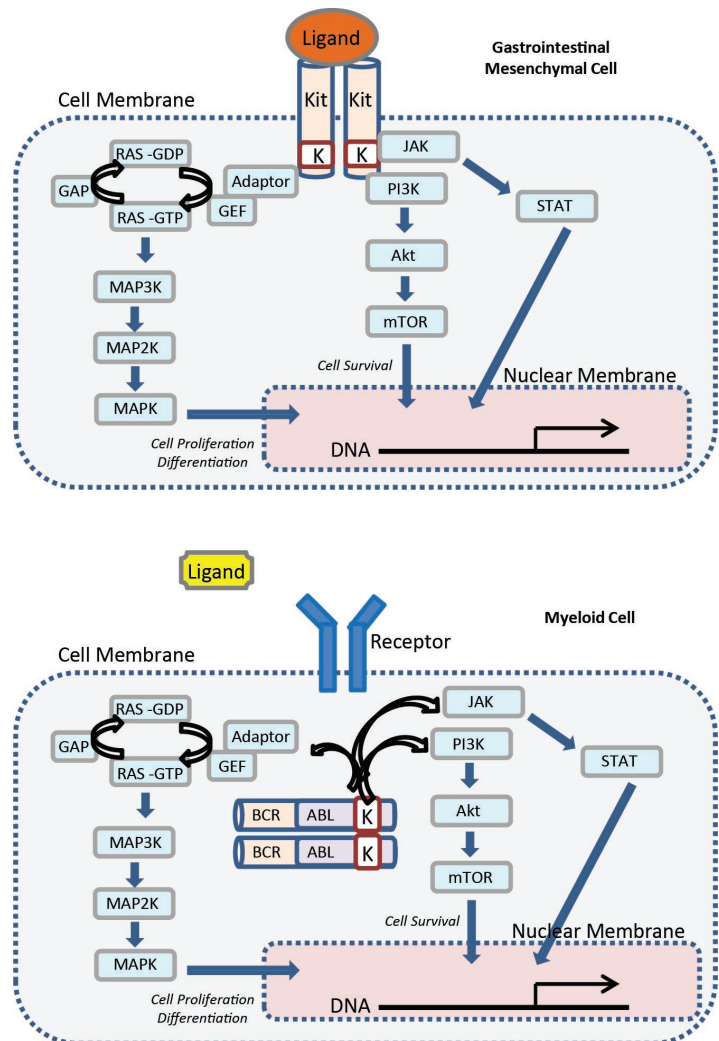 Ligand
Gastrointestinal
Mesenchymal Cell
Cell Membrane
Kit
Kit
RAS -GDP
K
K
JAK
GAP
Adaptor
PI3K
RAS -GTP
GEF
STAT
Akt
MAP3K
mTOR
MAP2K
Cell Survival
Nuclear Membrane
MAPK
Cell Proliferation
Differentiation
DNA
Ligand
Myeloid Cell
Receptor
Cell Membrane
RAS -GDP
JAK
GAP
Adaptor
PI3K
RAS -GTP
GEF
STAT
BCR
ABL
K
Akt
MAP3K
BCR
ABL
K
mTOR
MAP2K
Cell Survival
Nuclear Membrane
MAPK
Cell Proliferation
Differentiation
DNA